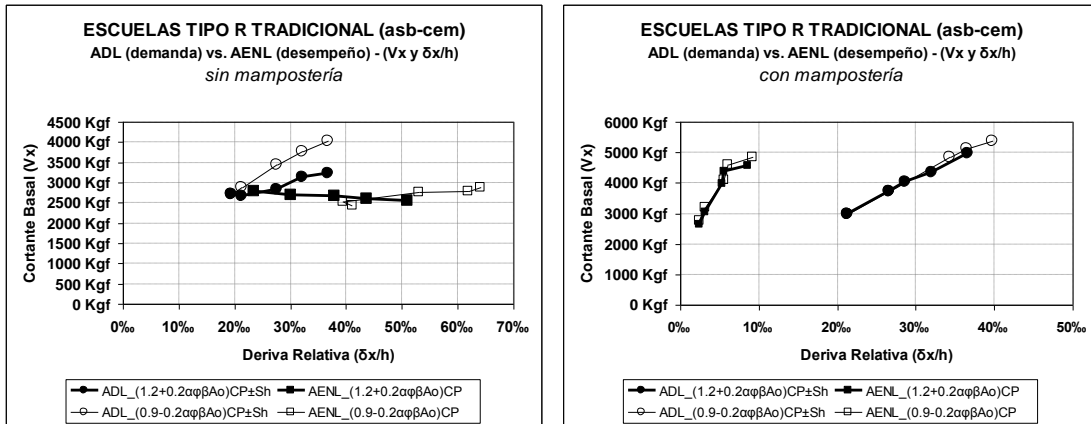 ESCUELAS TIPO R TRADICIONAL (asb-cem)
ADL (demanda) vs. AENL (desempeño) - (Vx y δx/h)
sin mampostería
Cortante Basal (Vx)
4500 Kgf
4000 Kgf
3500 Kgf
3000 Kgf
2500 Kgf
2000 Kgf
1500 Kgf
1000 Kgf
500 Kgf
0 Kgf
0‰ 10‰ 20‰ 30‰ 40‰ 50‰ 60‰ 70‰
Deriva Relativa (δx/h)
ADL_(1.2+0.2αφβAo)CP±Sh AENL_(1.2+0.2αφβAo)CP
ADL_(0.9-0.2αφβAo)CP±Sh AENL_(0.9-0.2αφβAo)CP
ESCUELAS TIPO R TRADICIONAL (asb-cem)
ADL (demanda) vs. AENL (desempeño) - (Vx y δx/h)
con mampostería
Cortante Basal (Vx)
6000 Kgf
5000 Kgf
4000 Kgf
3000 Kgf
2000 Kgf
1000 Kgf
0 Kgf
0‰ 10‰ 20‰ 30‰ 40‰ 50‰
Deriva Relativa (δx/h)
ADL_(1.2+0.2αφβAo)CP±Sh AENL_(1.2+0.2αφβAo)CP
ADL_(0.9-0.2αφβAo)CP±Sh AENL_(0.9-0.2αφβAo)CP